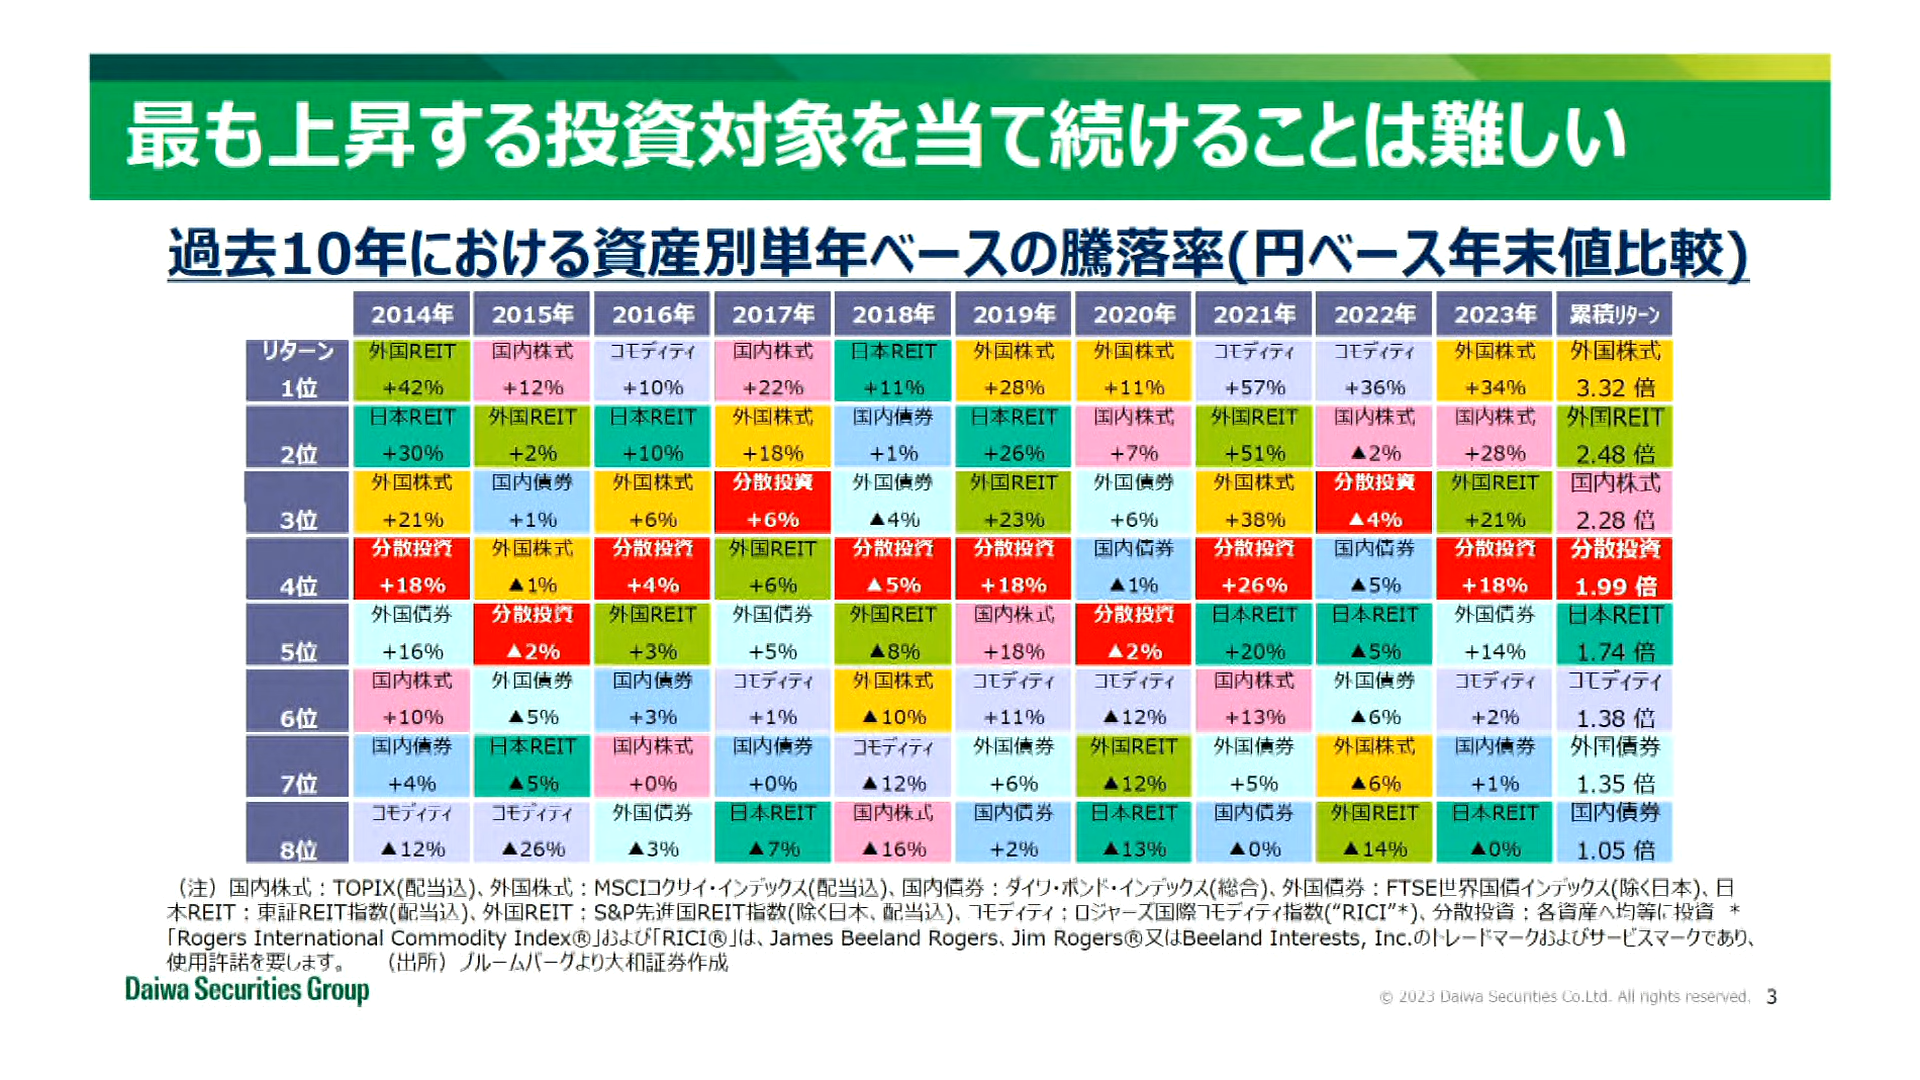 最も上昇する投資対象を当て続けることは難しい
過去10年における資産別単年ベースの騰落率(円ベース年末値比較)
2014年 2015年 2016年 2017年 2018年 2019年 2020年 2021年 2022年 2023年 累積リターン
リターン 外国REIT 国内株式 コモディティ 国内株式 日本REIT 外国株式 外国株式 コモディティ コモディティ 外国株式 外国株式
1位 +42% +12% +10% +22% +11% +28% +11% +57% +36% +34% 3.32 倍
日本REIT 外国REIT 日本REIT 外国株式 国内債券 日本REIT 国内株式 外国REIT 国内株式 国内株式 外国REIT
2位 +30% +2% +10% +18% +1% +26% +7% +51% ▲2% +28% 2.48 倍
外国株式 国内債券 外国株式 分散投資 外国債券 外国REIT 外国債券 外国株式 分散投資 外国REIT 国内株式
3位 +21% +1% +6% +6% ▲4% +23% +6% +38% ▲4% +21% 2.28 倍
分散投資 外国株式 分散投資 外国REIT 分散投資 分散投資 国内債券 分散投資 国内債券 分散投資 分散投資
4位 +18% ▲1% +4% +6% ▲5% +18% ▲1% +26% ▲5% +18% 1.99 倍
外国債券 分散投資 外国REIT 外国債券 外国REIT 国内株式 分散投資 日本REIT 日本REIT 外国債券 日本REIT
5位 +16% ▲2% +3% +5% ▲8% +18% ▲2% +20% ▲5% +14% 1.74 倍
国内株式 外国債券 国内債券 コモディティ 外国株式 コモディティ コモディティ 国内株式 外国債券 コモディティ コモディティ
6位 +10% ▲5% +3% +1% ▲10% +11% ▲12% +13% ▲6% +2% 1.38 倍
国内債券 日本REIT 国内株式 国内債券 コモディティ 外国債券 外国REIT 外国債券 外国株式 国内債券 外国債券
7位 +4% ▲5% +0% +0% ▲12% +6% ▲12% +5% ▲6% +1% 1.35 倍
コモディティ コモディティ 外国債券 日本REIT 国内株式 国内債券 日本REIT 国内債券 外国REIT 日本REIT 国内債券
8位 ▲12% ▲26% ▲3% ▲7% ▲16% +2% ▲13% ▲0% ▲14% ▲0% 1.05 倍
（注）国内株式：TOPIX(配当込)、外国株式：MSCIコクサイ・インデックス(配当込)、国内債券：ダイワ・ボンド・インデックス(総合)、外国債券：FTSE世界国債インデックス(除く日本)、日
本REIT：東証REIT指数(配当込)、外国REIT：S&P先進国REIT指数(除く日本、配当込)、コモディティ：ロジャーズ国際コモディティ指数(“RICI”*)、分散投資：各資産へ均等に投資 *
「Rogers International Commodity Index®」および「RICI®」は、James Beeland Rogers、Jim Rogers®又はBeeland Interests, Inc.のトレードマークおよびサービスマークであり、
使用許諾を要します。 （出所）ブルームバーグより大和証券作成
Daiwa Securities Group
© 2023 Daiwa Securities Co.Ltd. All rights reserved. 3